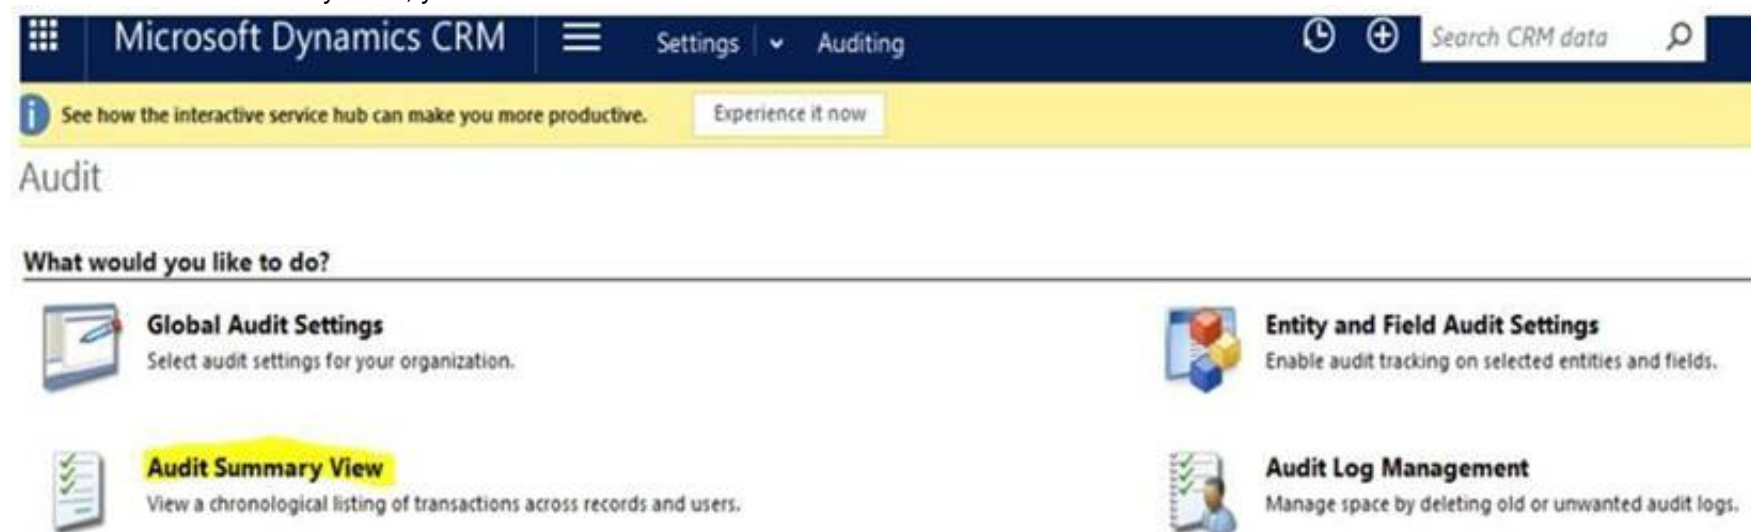 Microsoft Dynamics CRM Settings Auditing Search CRM data
See how the interactive service hub can make you more productive. Experience it now
Audit
What would you like to do?
Global Audit Settings
Select audit settings for your organization.
Entity and Field Audit Settings
Enable audit tracking on selected entities and fields.
Audit Summary View
View a chronological listing of transactions across records and users.
Audit Log Management
Manage space by deleting old or unwanted audit logs.